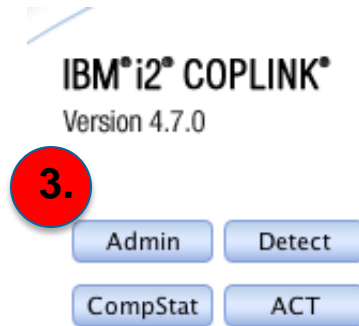 IBM® i2® COPLINK®
Version 4.7.0
3.
Admin Detect
CompStat ACT